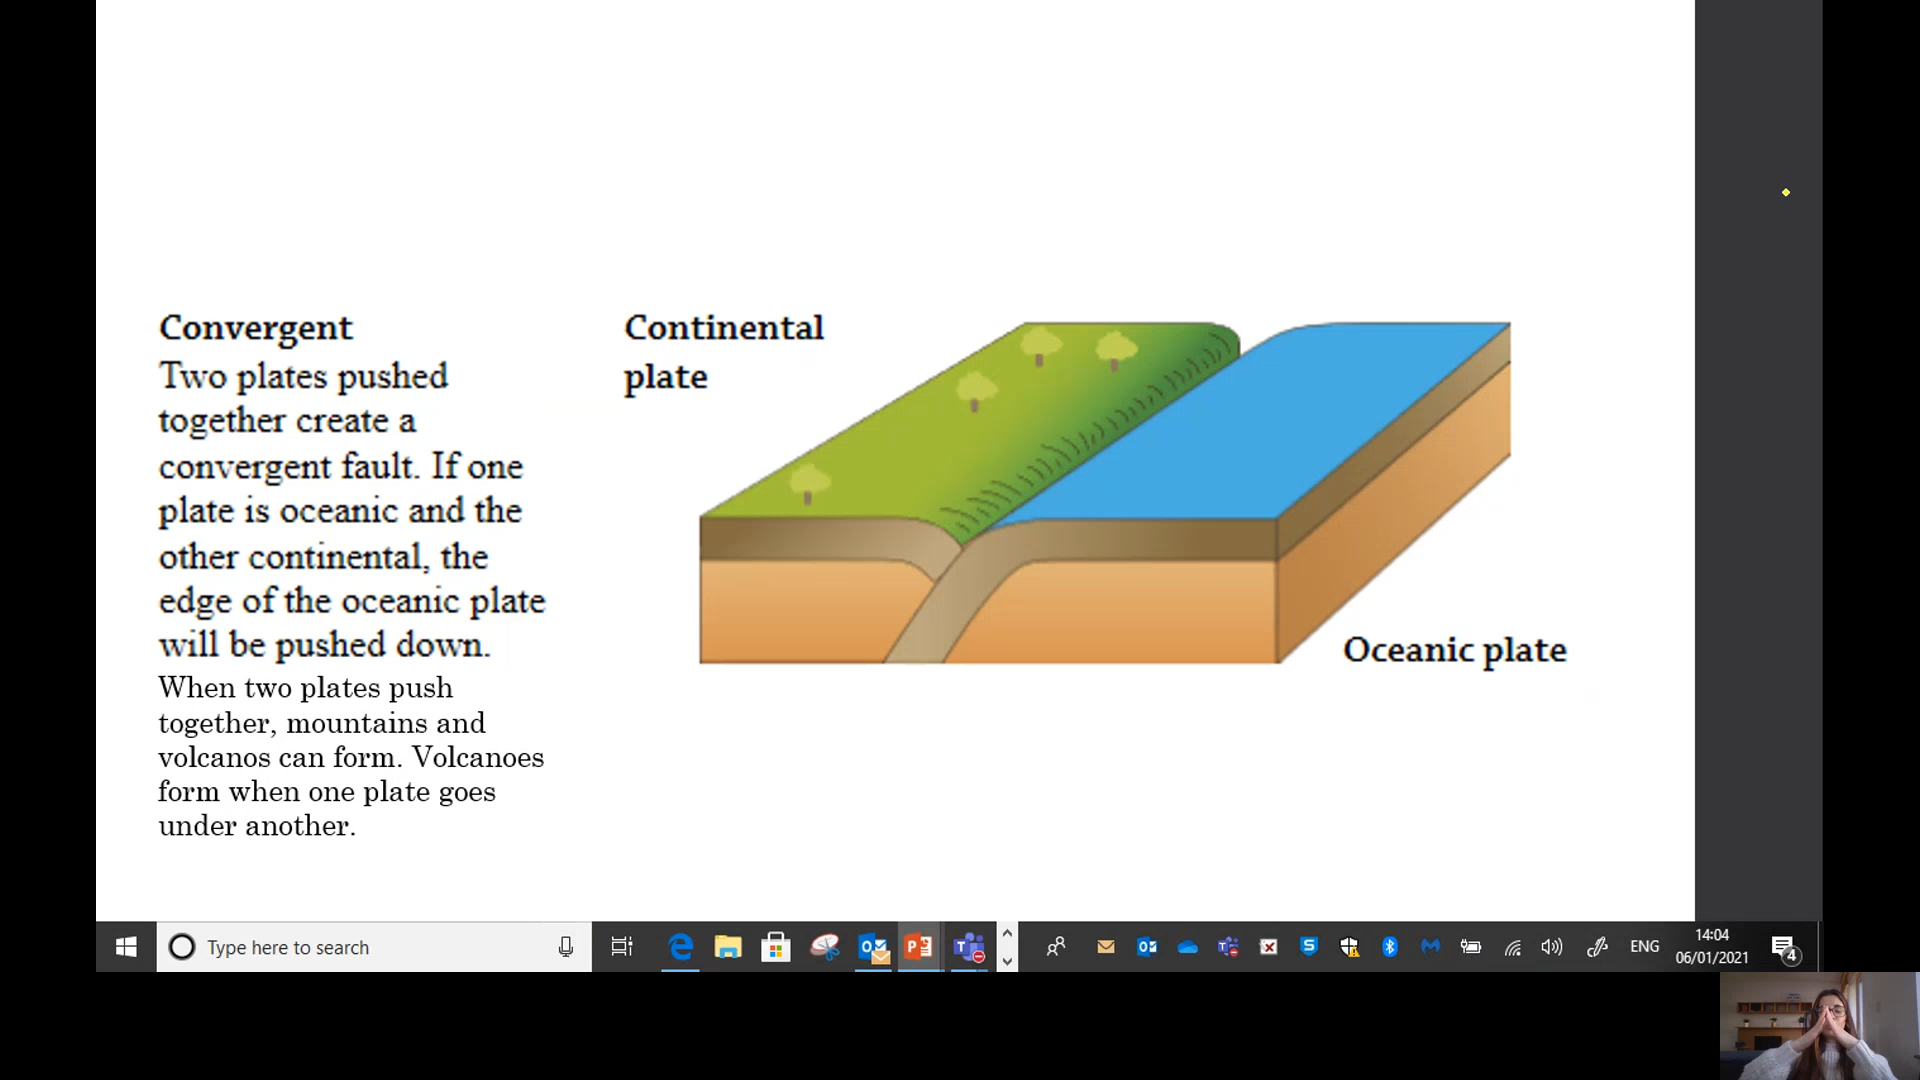 Convergent
Two plates pushed
together create a
convergent fault. If one
plate is oceanic and the
other continental, the
edge of the oceanic plate
will be pushed down.
When two plates push
together, mountains and
volcanos can form. Volcanoes
form when one plate goes
under another.
Continental
plate
Oceanic plate
Type here to search
ENG
14:04
06/01/2021
4